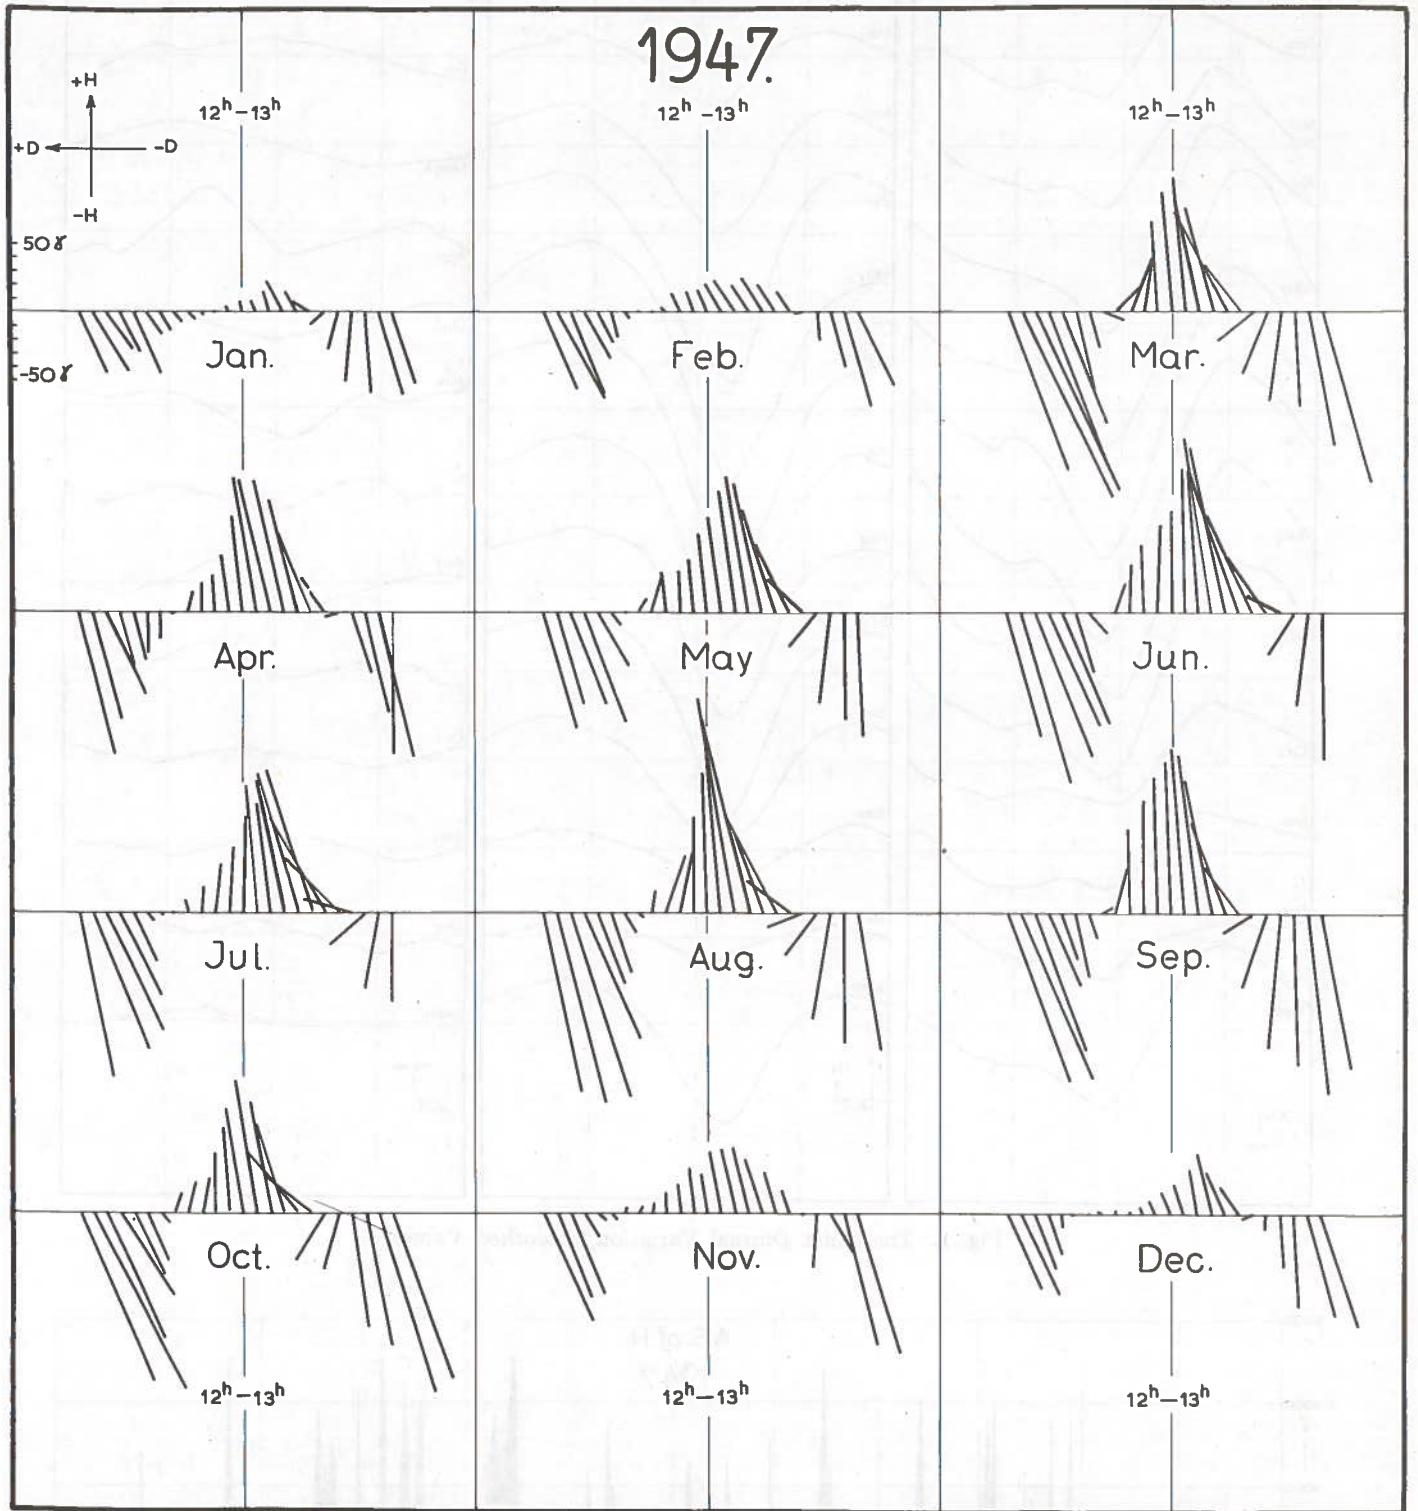 1947.
+H
12ʰ–13ʰ 12ʰ–13ʰ 12ʰ–13ʰ
+D -D
-H
50γ
-50γ
Jan. Feb. Mar.
Apr. May Jun.
Jul. Aug. Sep.
Oct. Nov. Dec.
12ʰ–13ʰ 12ʰ–13ʰ 12ʰ–13ʰ